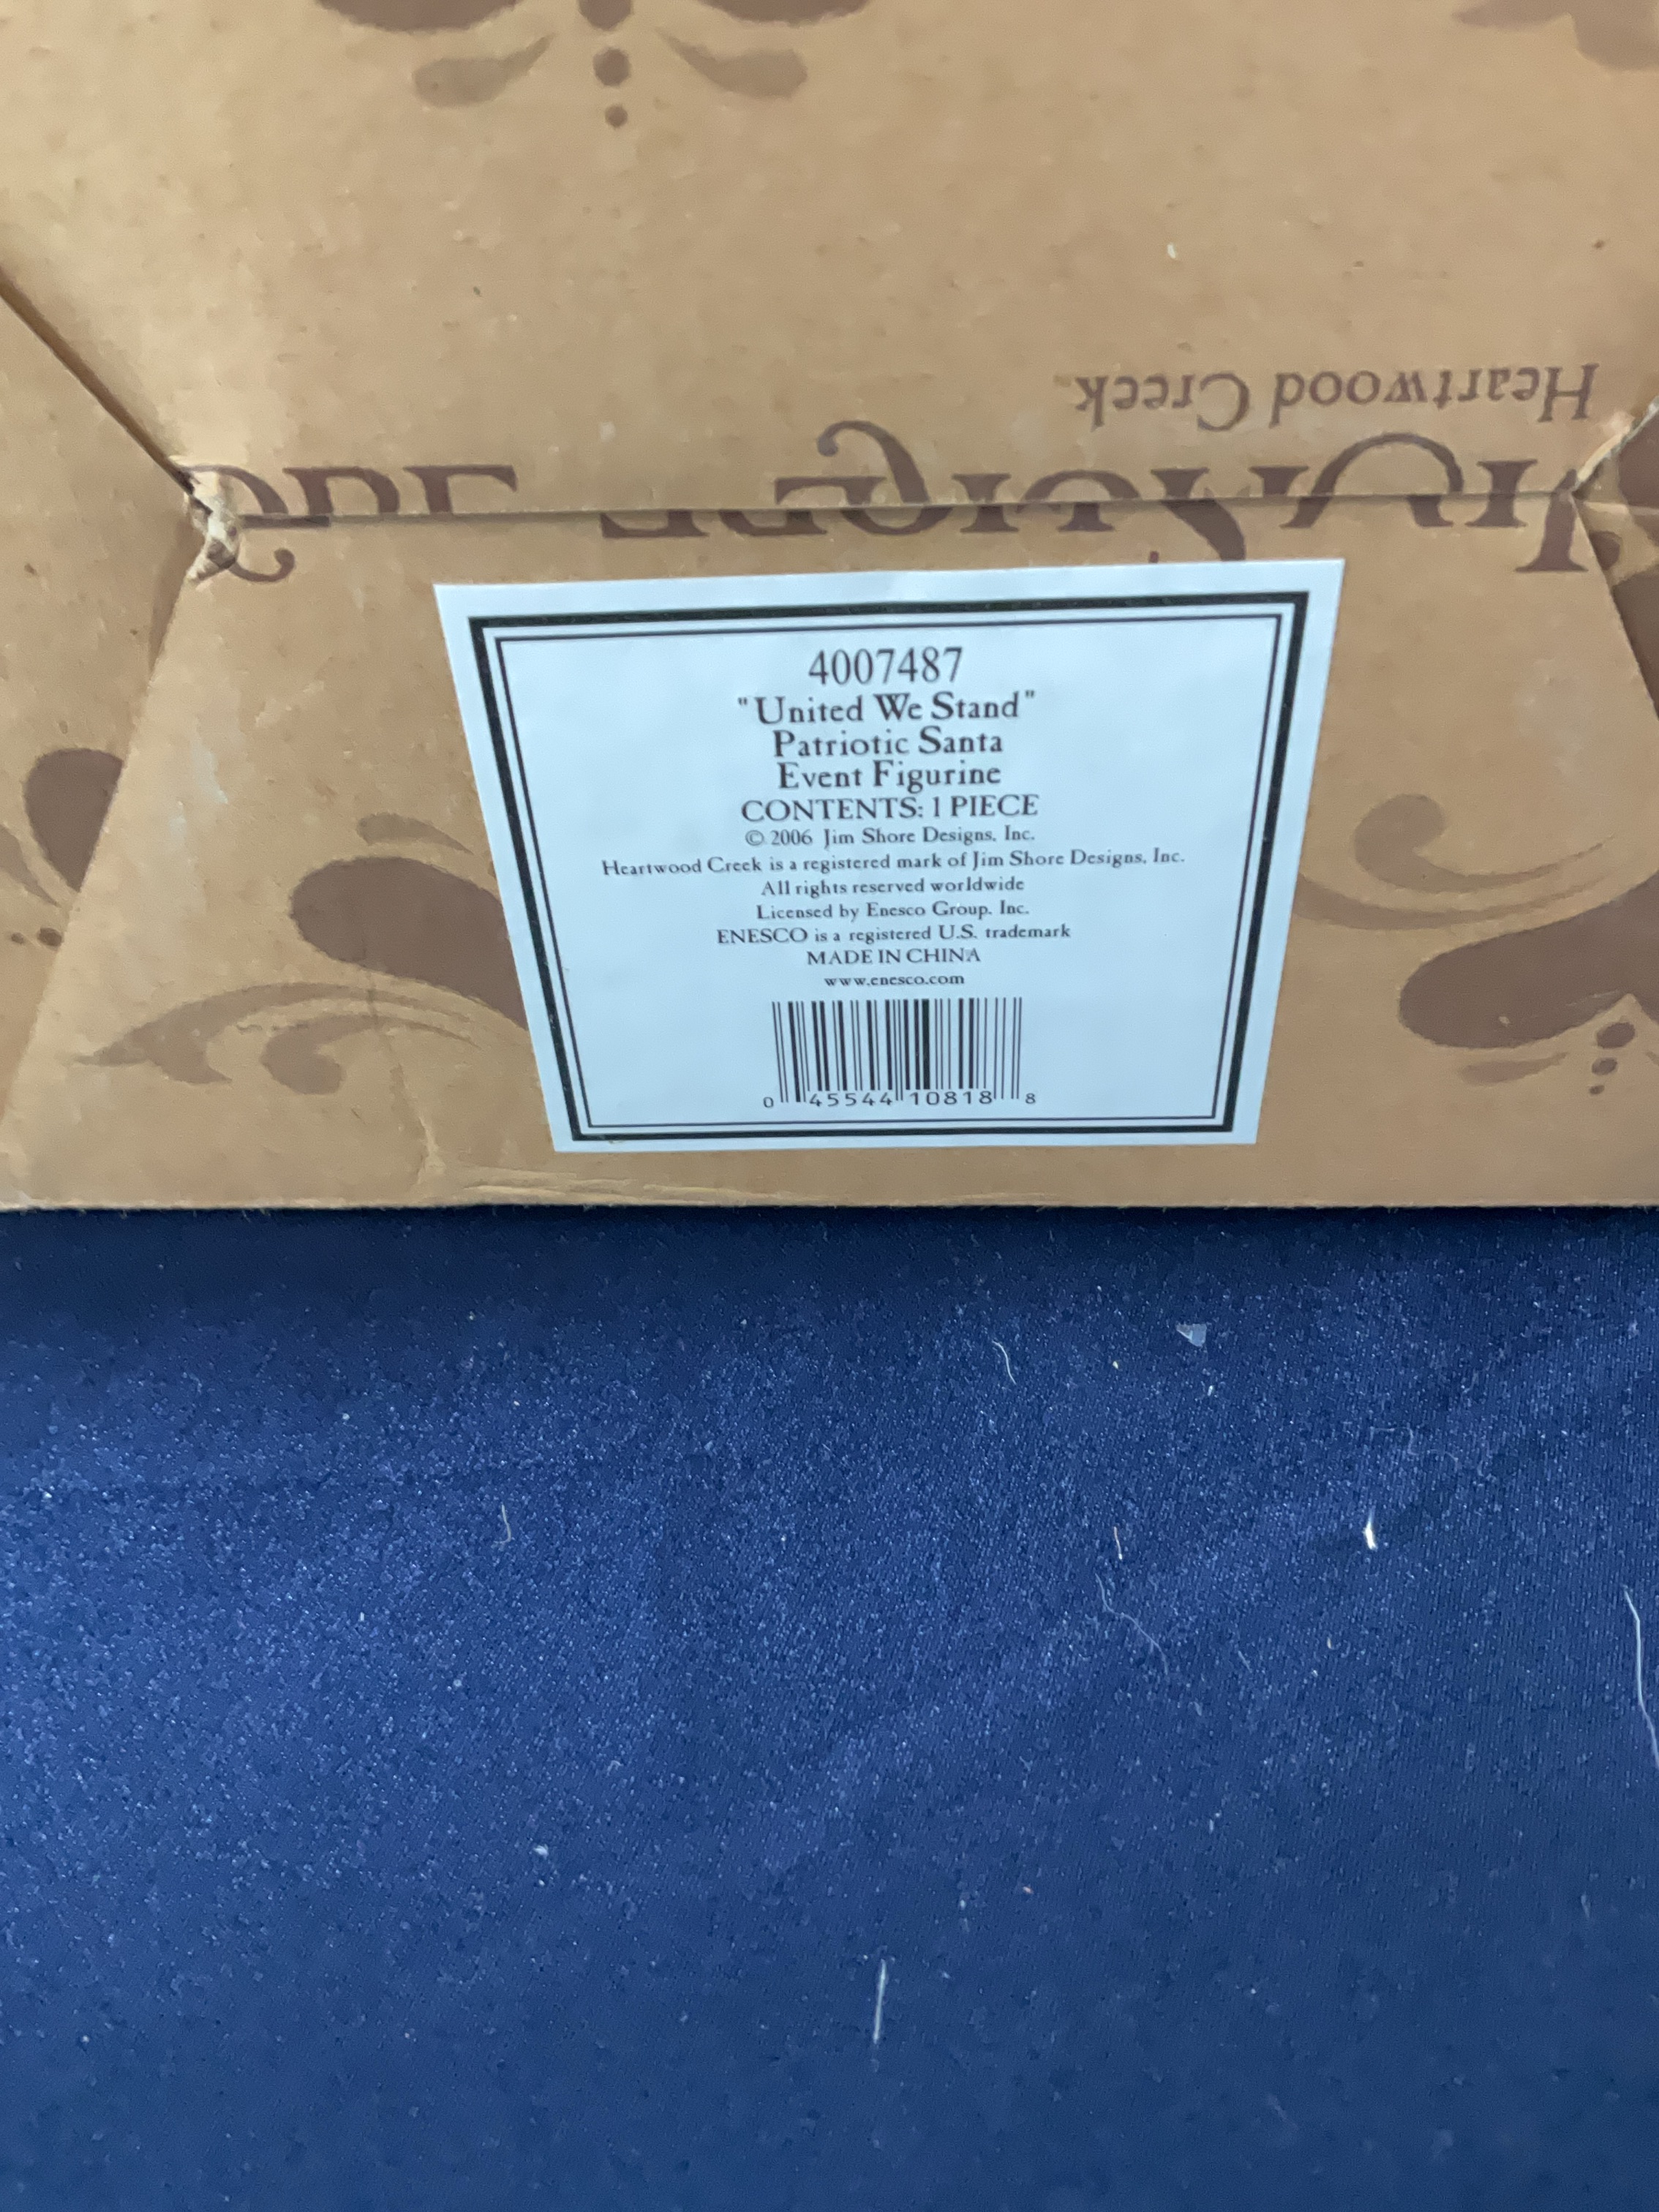 Heartwood Creek
Jim Shore
4007487
"United We Stand"
Patriotic Santa
Event Figurine
CONTENTS: 1 PIECE
© 2006 Jim Shore Designs, Inc.
Heartwood Creek is a registered mark of Jim Shore Designs, Inc.
All rights reserved worldwide
Licensed by Enesco Group, Inc.
ENESCO is a registered U.S. trademark
MADE IN CHINA
www.enesco.com
0 45544 10818 8